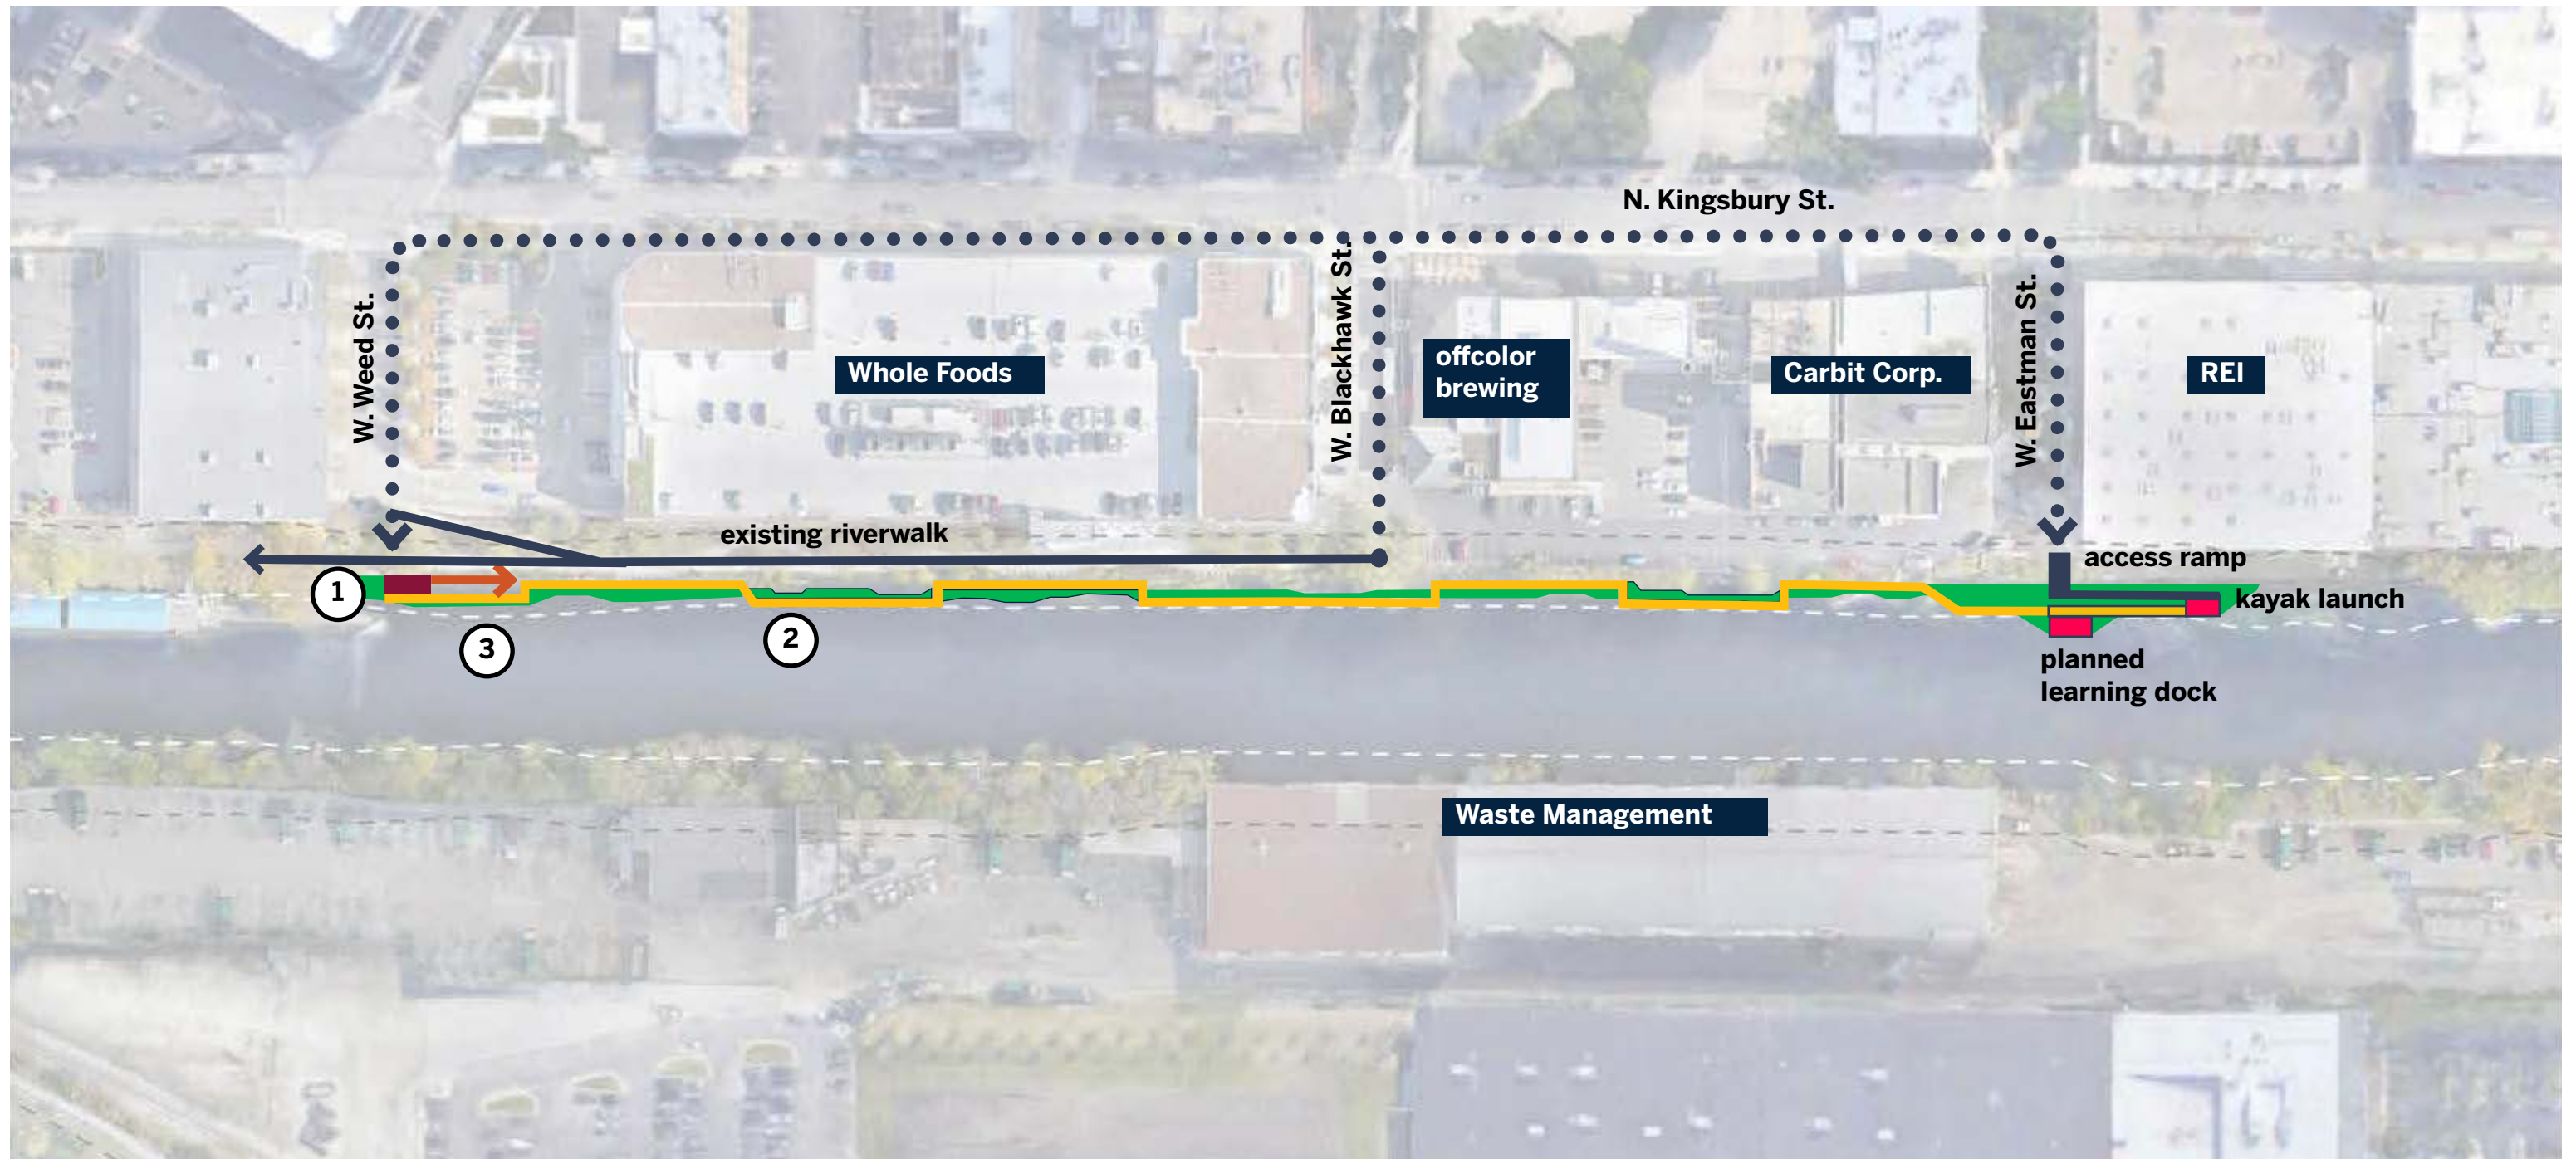 N. Kingsbury St.
W. Weed St.
W. Blackhawk St.
W. Eastman St.
Whole Foods
offcolor
brewing
Carbit Corp.
REI
existing riverwalk
access ramp
kayak launch
1
2
3
planned
learning dock
Waste Management